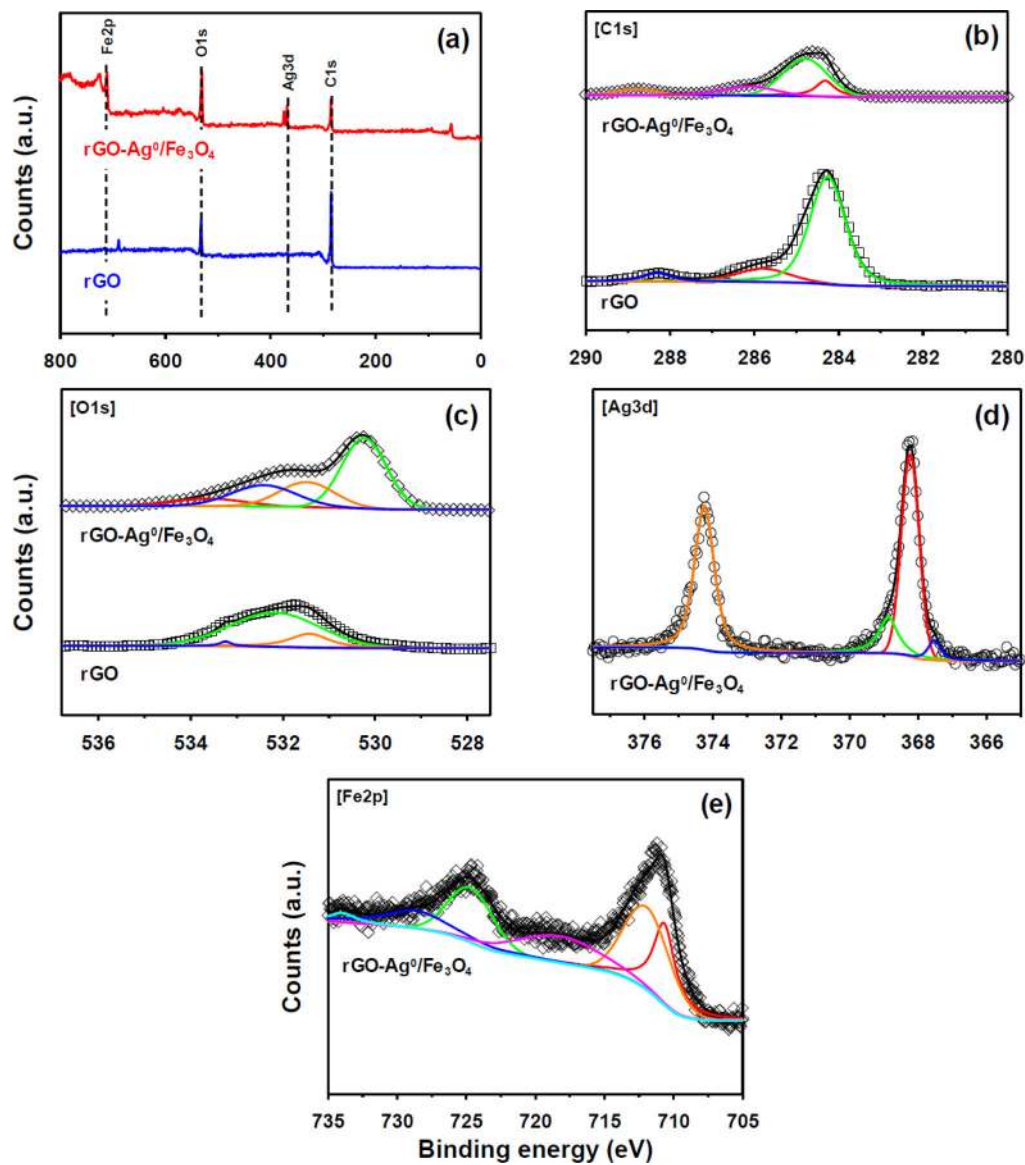 (a)
Fe2p
O1s
Ag3d
C1s
rGO-Ag⁰/Fe₃O₄
rGO
Counts (a.u.)
800 600 400 200 0
[C1s]
(b)
rGO-Ag⁰/Fe₃O₄
rGO
290 288 286 284 282 280
[O1s]
(c)
rGO-Ag⁰/Fe₃O₄
rGO
Counts (a.u.)
536 534 532 530 528
[Ag3d]
(d)
rGO-Ag⁰/Fe₃O₄
376 374 372 370 368 366
[Fe2p]
(e)
rGO-Ag⁰/Fe₃O₄
Counts (a.u.)
735 730 725 720 715 710 705
Binding energy (eV)